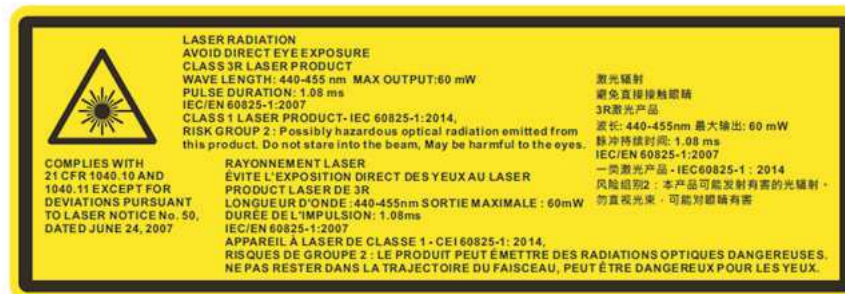 LASER RADIATION
AVOID DIRECT EYE EXPOSURE
CLASS 3R LASER PRODUCT
WAVE LENGTH: 440-455 nm MAX OUTPUT:60 mW
PULSE DURATION: 1.08 ms
IEC/EN 60825-1:2007
CLASS 1 LASER PRODUCT- IEC 60825-1:2014,
RISK GROUP 2 : Possibly hazardous optical radiation emitted from
this product. Do not stare into the beam, May be harmful to the eyes.
COMPLIES WITH
21 CFR 1040.10 AND
1040.11 EXCEPT FOR
DEVIATIONS PURSUANT
TO LASER NOTICE No. 50,
DATED JUNE 24, 2007
RAYONNEMENT LASER
ÉVITE L'EXPOSITION DIRECT DES YEUX AU LASER
PRODUCT LASER DE 3R
LONGUEUR D'ONDE :440-455nm SORTIE MAXIMALE : 60mW
DURÉE DE L'IMPULSION: 1.08ms
IEC/EN 60825-1:2007
APPAREIL À LASER DE CLASSE 1 - CEI 60825-1: 2014,
RISQUES DE GROUPE 2 : LE PRODUIT PEUT ÉMETTRE DES RADIATIONS OPTIQUES DANGEREUSES.
NE PAS RESTER DANS LA TRAJECTOIRE DU FAISCEAU, PEUT ÊTRE DANGEREUX POUR LES YEUX.
激光辐射
避免直接接触眼睛
3R激光产品
波长: 440-455nm 最大输出: 60 mW
脉冲持续时间: 1.08 ms
IEC/EN 60825-1:2007
一类激光产品 - IEC60825-1 : 2014
风险组别2 : 本产品可能发射有害的光辐射。
勿直视光束，可能对眼睛有害